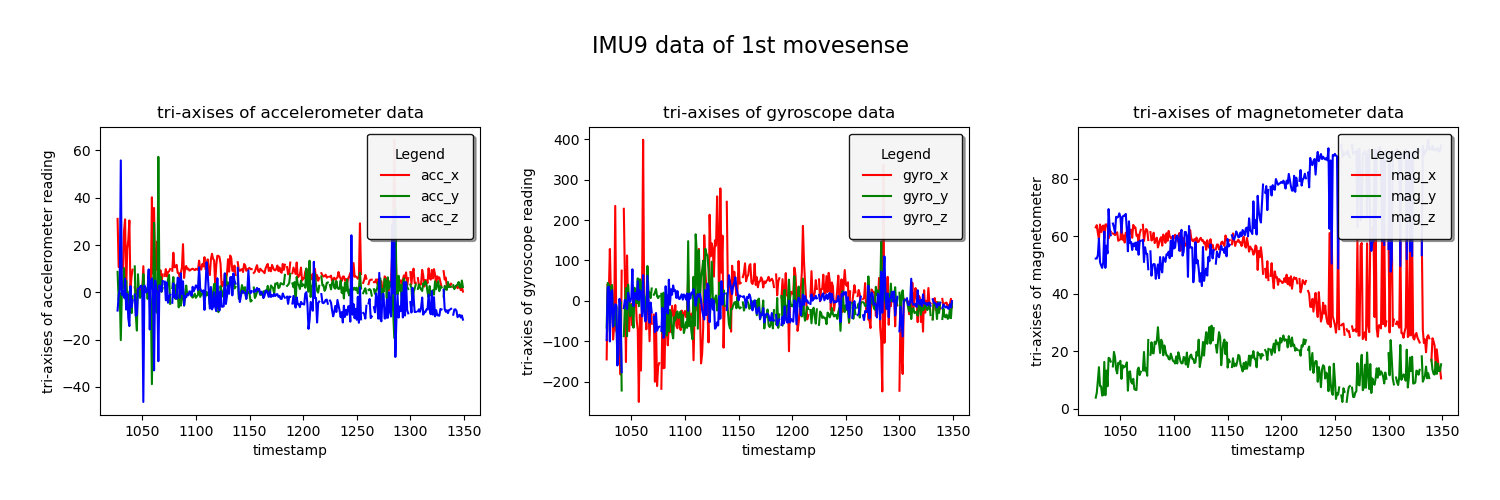 IMU9 data of 1st movesense
tri-axises of accelerometer data
tri-axises of accelerometer reading
60
40
20
0
−20
−40
1050
1100
1150
1200
1250
1300
1350
timestamp
Legend
acc_x
acc_y
acc_z
tri-axises of gyroscope data
tri-axies of gyroscope reading
400
300
200
100
0
−100
−200
1050
1100
1150
1200
1250
1300
1350
timestamp
Legend
gyro_x
gyro_y
gyro_z
tri-axises of magnetometer data
tri-axises of magnetometer
80
60
40
20
0
1050
1100
1150
1200
1250
1300
1350
timestamp
Legend
mag_x
mag_y
mag_z